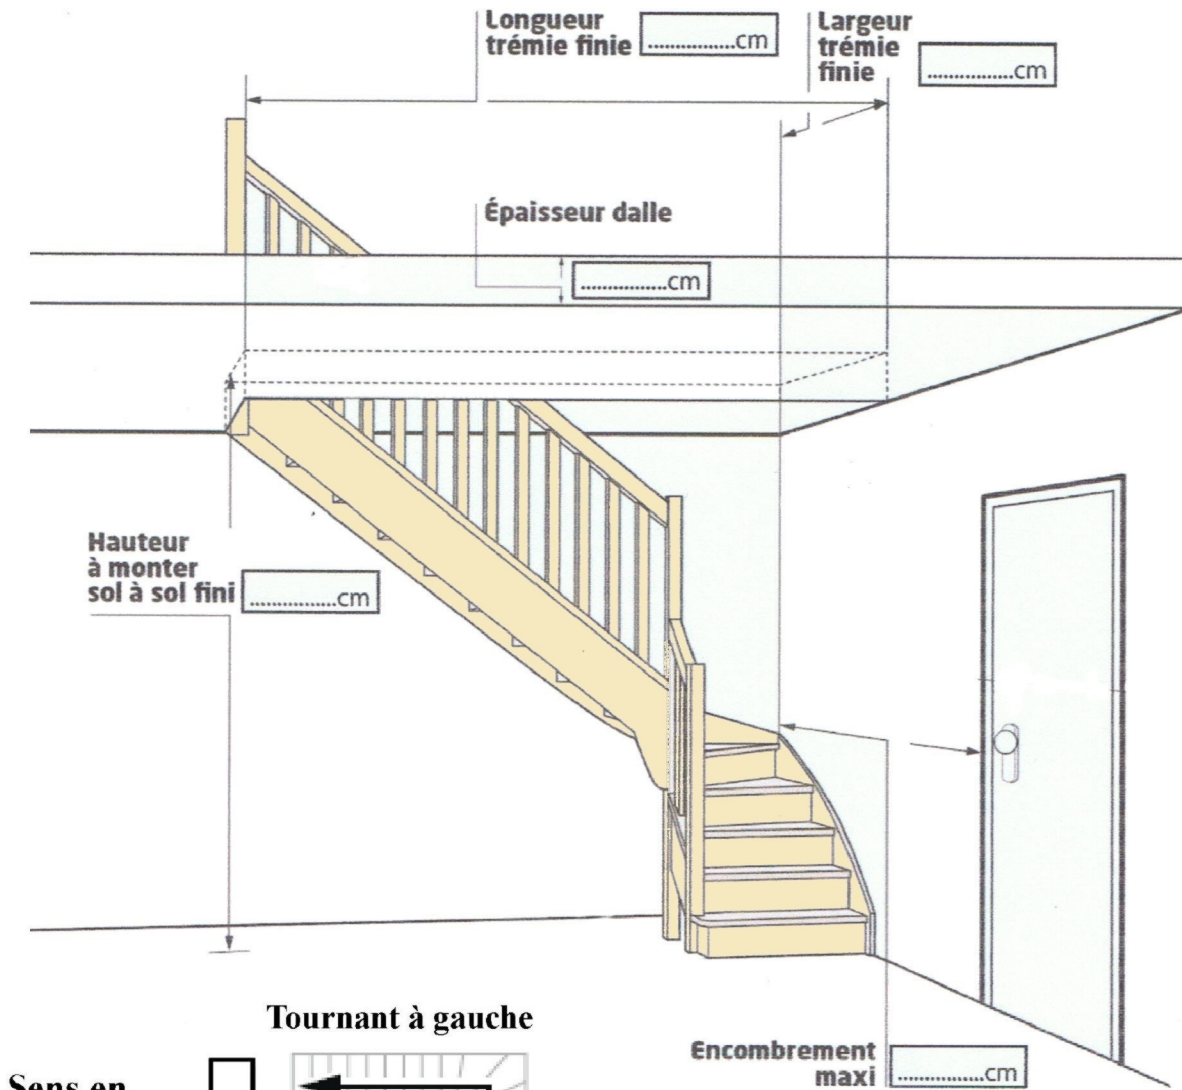 Longueur
trémie finie ...............cm
Largeur
trémie
finie ...............cm
Épaisseur dalle
...............cm
Hauteur
à monter
sol à sol fini ...............cm
Tournant à gauche
Encombrement
maxi ...............cm
Sens en